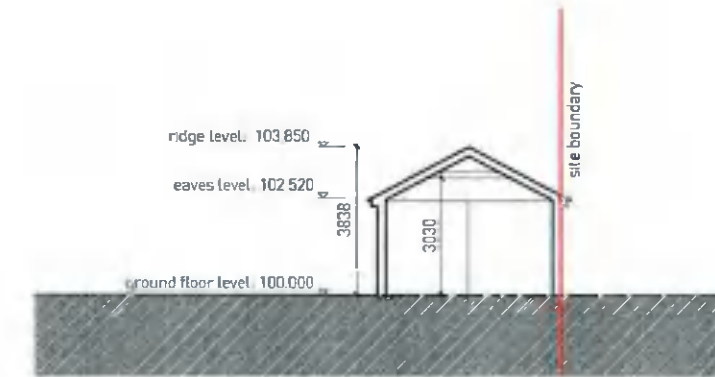 ridge level. 103.850
eaves level. 102.520
ground floor level. 100.000
3838
3030
site boundary